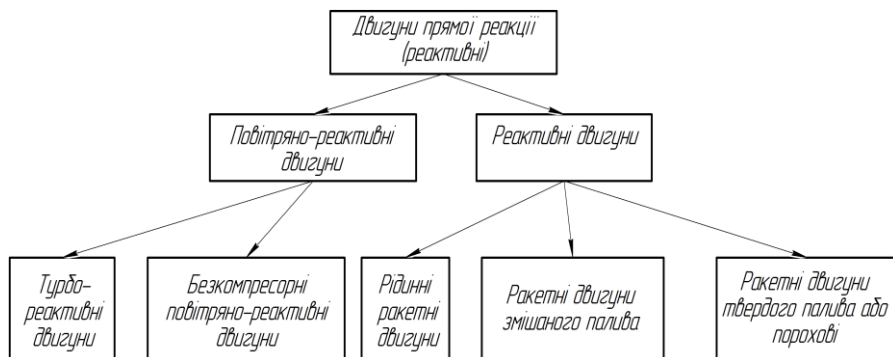 Двигуни прямої реакції
(реактивні)
Повітряно-реактивні
двигуни
Реактивні двигуни
Турбо-
реактивні
двигуни
Безкомпресорні
повітряно-реактивні
двигуни
Рідинні
ракетні
двигуни
Ракетні двигуни
змішаного палива
Ракетні двигуни
твердого палива або
порохові